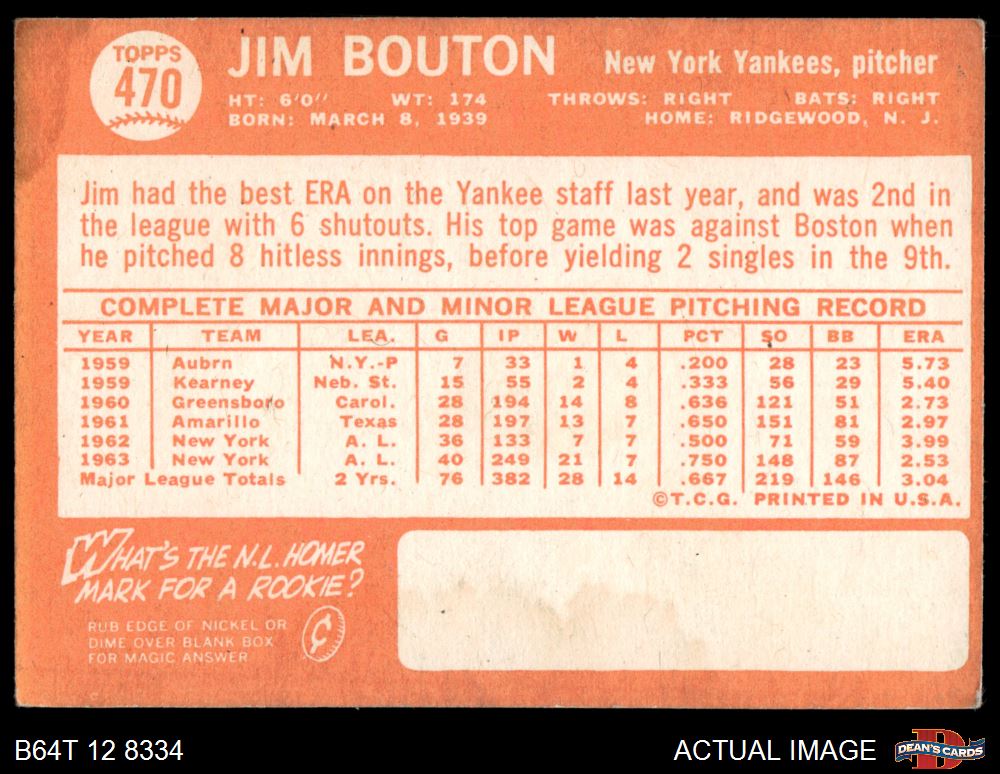 TOPPS
470
JIM BOUTON
New York Yankees, pitcher
HT: 6'0'' WT: 174 THROWS: RIGHT BATS: RIGHT
BORN: MARCH 8, 1939 HOME: RIDGEWOOD, N. J.
Jim had the best ERA on the Yankee staff last year, and was 2nd in
the league with 6 shutouts. His top game was against Boston when
he pitched 8 hitless innings, before yielding 2 singles in the 9th.
COMPLETE MAJOR AND MINOR LEAGUE PITCHING RECORD
YEAR TEAM LEA. G IP W L PCT SO BB ERA
1959 Aubrn N.Y.-P 7 33 1 4 .200 28 23 5.73
1959 Kearney Neb. St. 15 55 2 4 .333 56 29 5.40
1960 Greensboro Carol. 28 194 14 8 .636 121 51 2.73
1961 Amarillo Texas 28 197 13 7 .650 151 81 2.97
1962 New York A. L. 36 133 7 7 .500 71 59 3.99
1963 New York A. L. 40 249 21 7 .750 148 87 2.53
Major League Totals 2 Yrs. 76 382 28 14 .667 219 146 3.04
©T.C.G. PRINTED IN U.S.A.
WHAT'S THE N.L. HOMER
MARK FOR A ROOKIE?
RUB EDGE OF NICKEL OR
DIME OVER BLANK BOX
FOR MAGIC ANSWER
¢
B64T 12 8334
ACTUAL IMAGE
D
DEAN'S CARDS